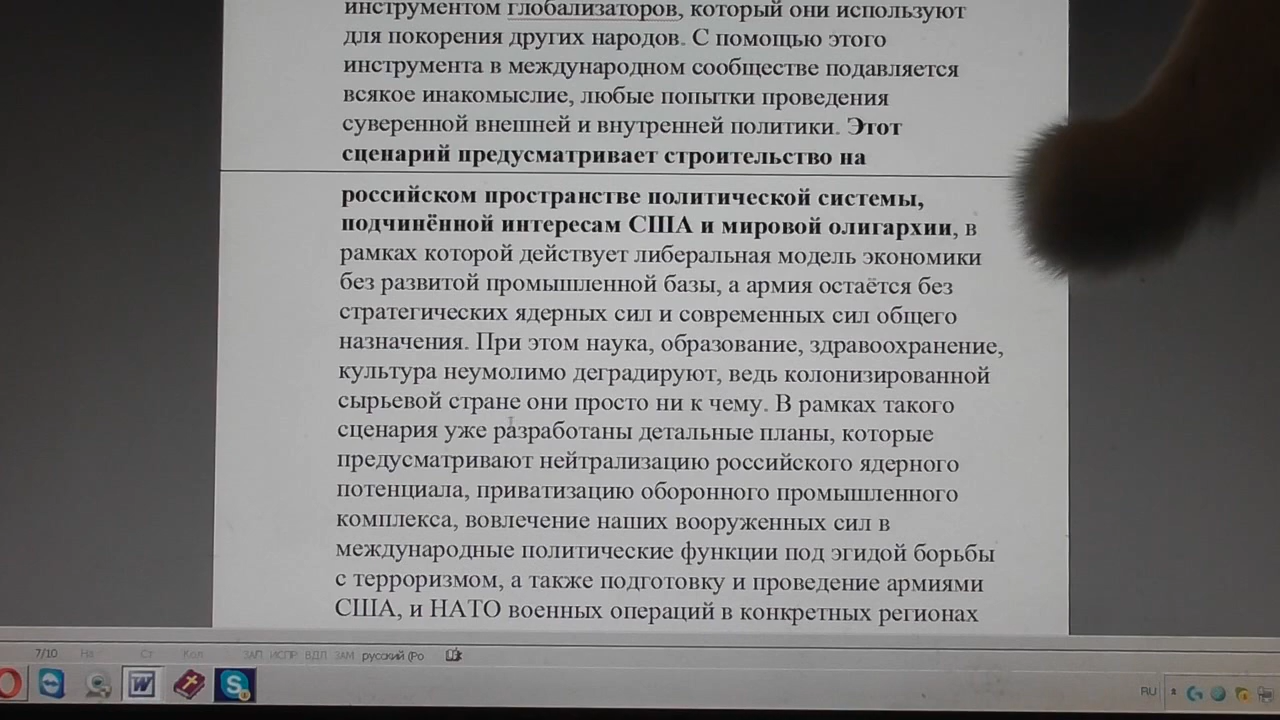 инструментом глобализаторов, который они используют
для покорения других народов. С помощью этого
инструмента в международном сообществе подавляется
всякое инакомыслие, любые попытки проведения
суверенной внешней и внутренней политики. Этот
сценарий предусматривает строительство на
российском пространстве политической системы,
подчинённой интересам США и мировой олигархии, в
рамках которой действует либеральная модель экономики
без развитой промышленной базы, а армия остаётся без
стратегических ядерных сил и современных сил общего
назначения. При этом наука, образование, здравоохранение,
культура неумолимо деградируют, ведь колонизированной
сырьевой стране они просто ни к чему. В рамках такого
сценария уже разработаны детальные планы, которые
предусматривают нейтрализацию российского ядерного
потенциала, приватизацию оборонного промышленного
комплекса, вовлечение наших вооруженных сил в
международные политические функции под эгидой борьбы
с терроризмом, а также подготовку и проведение армиями
США, и НАТО военных операций в конкретных регионах
7/10 На Ст Кол ЗАП ИСПР ВДЛ ЗАМ русский (Ро
RU